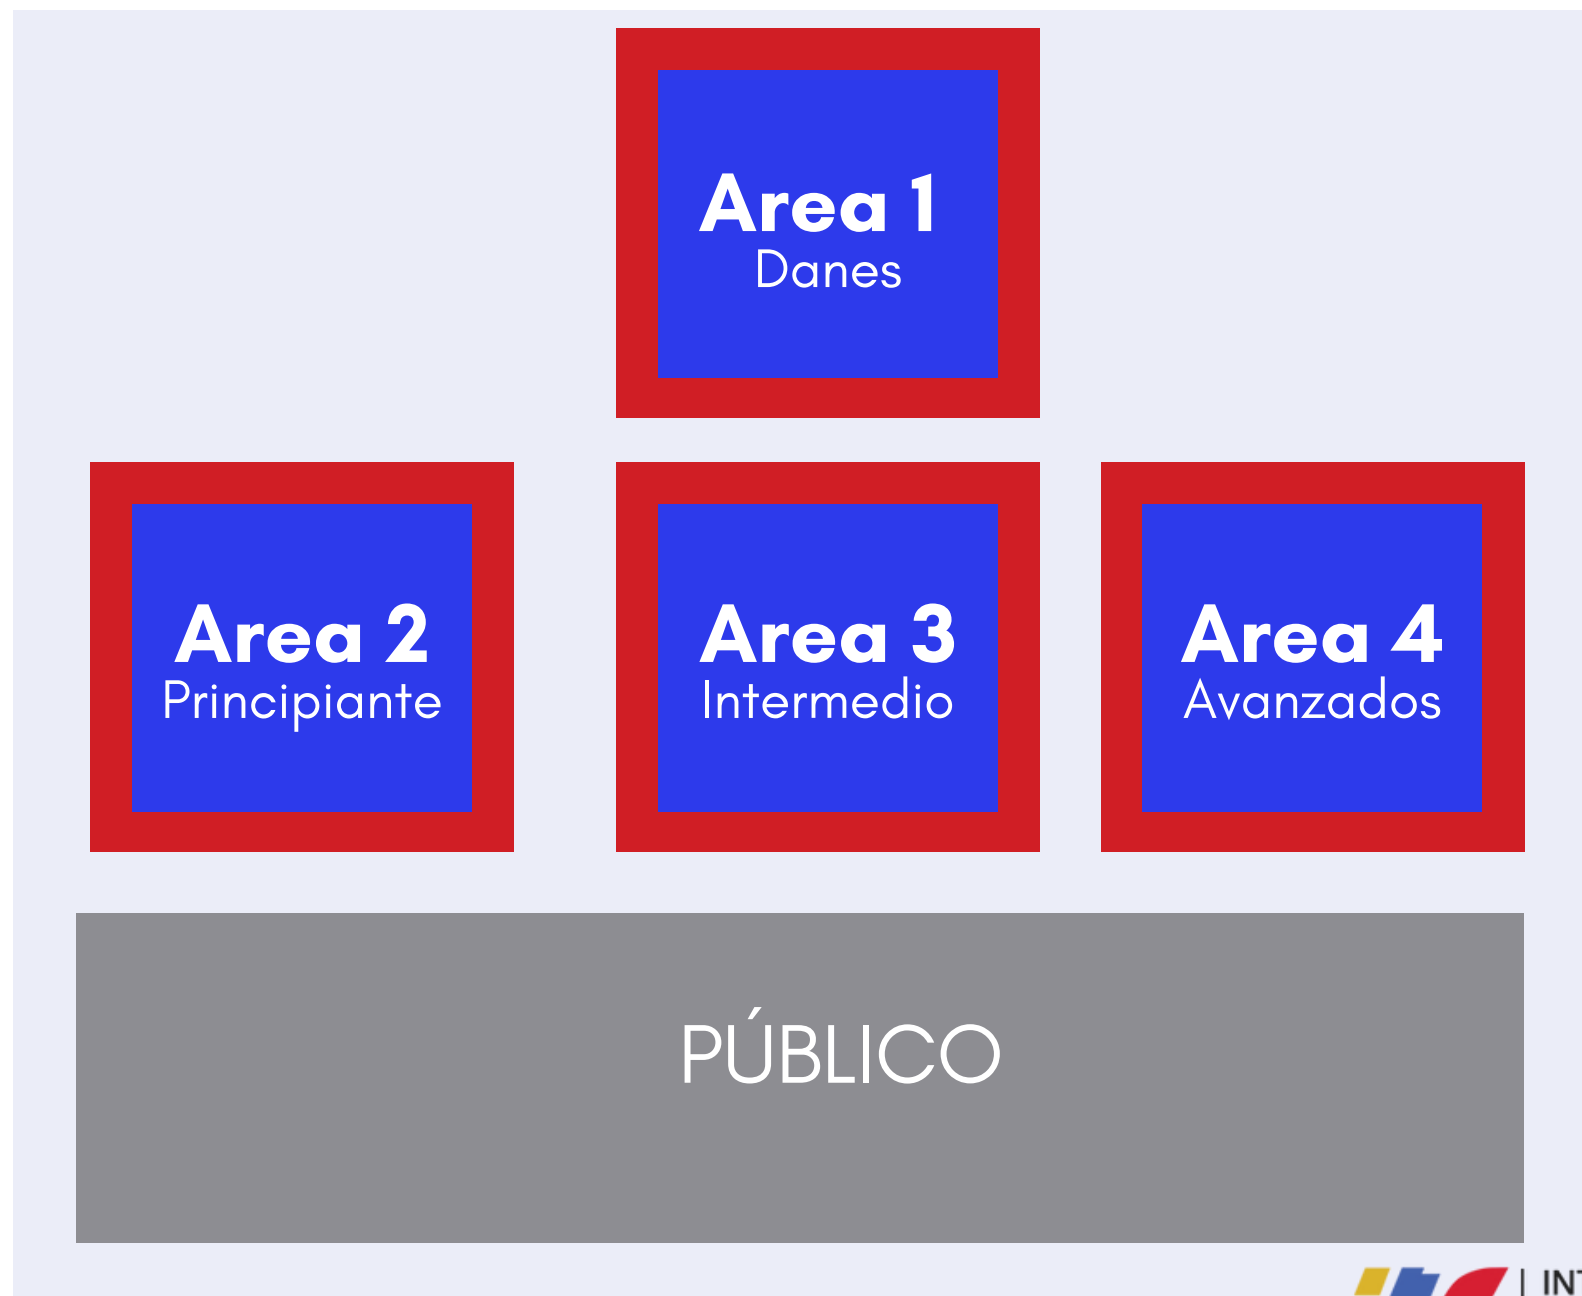 Area 1
Danes
Area 2
Principiante
Area 3
Intermedio
Area 4
Avanzados
PÚBLICO